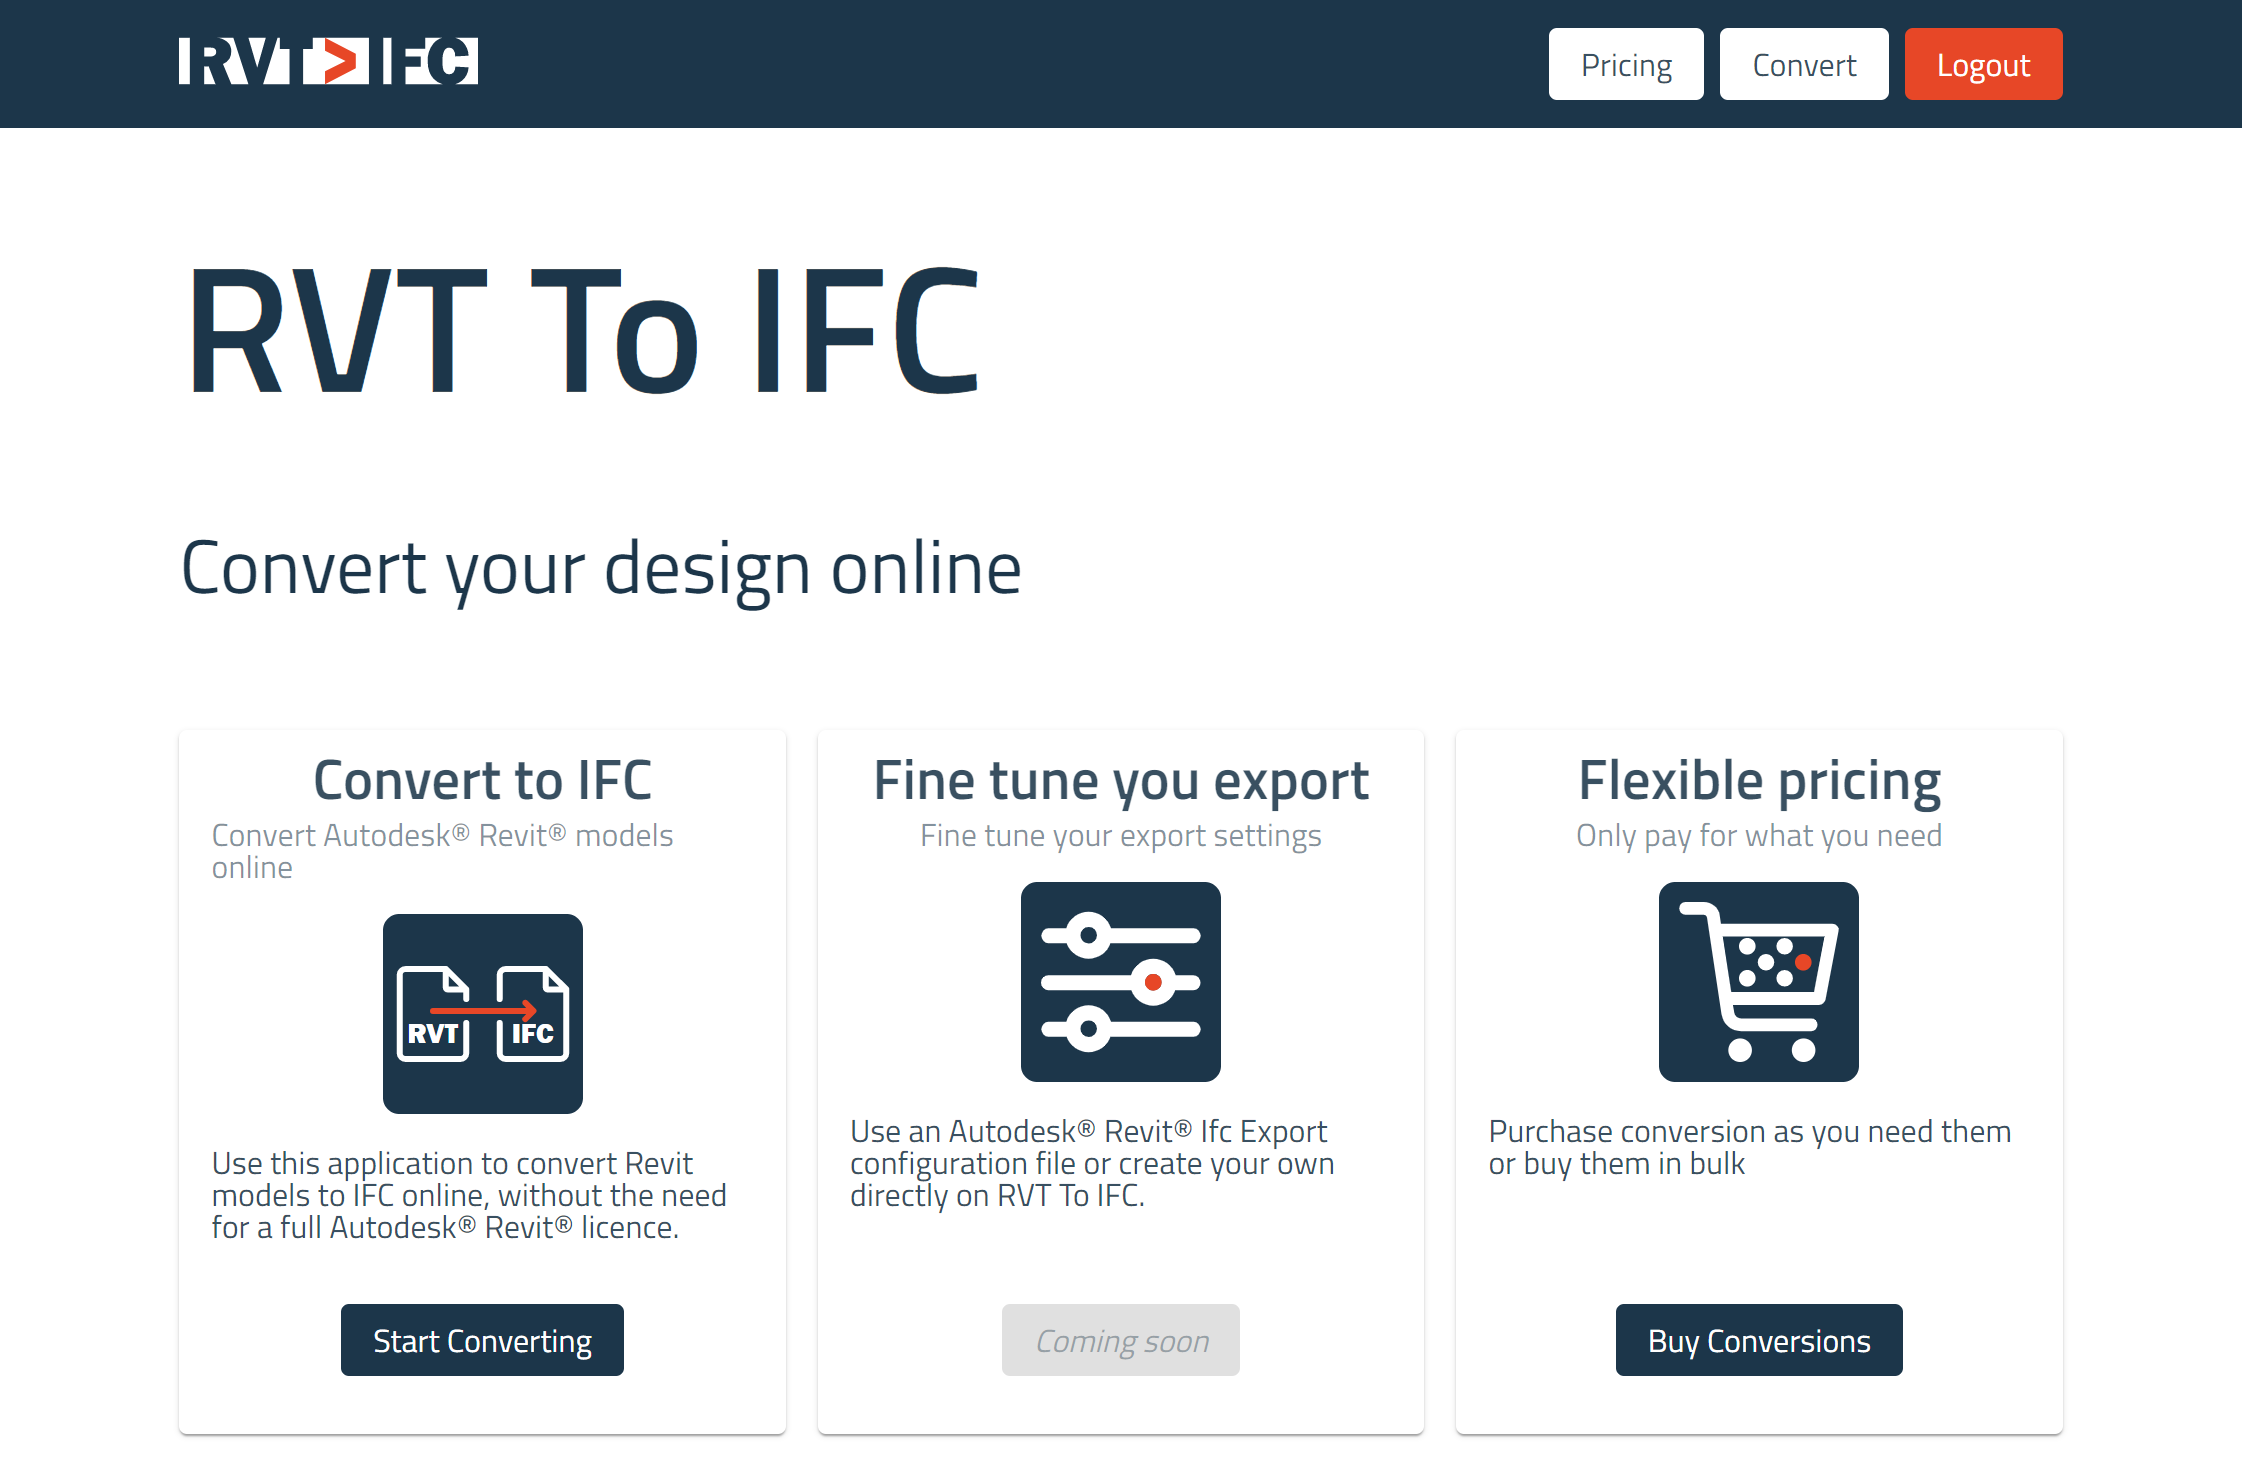 RVT>IFC
Pricing
Convert
Logout
RVT To IFC
Convert your design online
Convert to IFC
Convert Autodesk® Revit® models
online
RVT
IFC
Use this application to convert Revit
models to IFC online, without the need
for a full Autodesk® Revit® licence.
Start Converting
Fine tune you export
Fine tune your export settings
Use an Autodesk® Revit® Ifc Export
configuration file or create your own
directly on RVT To IFC.
Coming soon
Flexible pricing
Only pay for what you need
Purchase conversion as you need them
or buy them in bulk
Buy Conversions